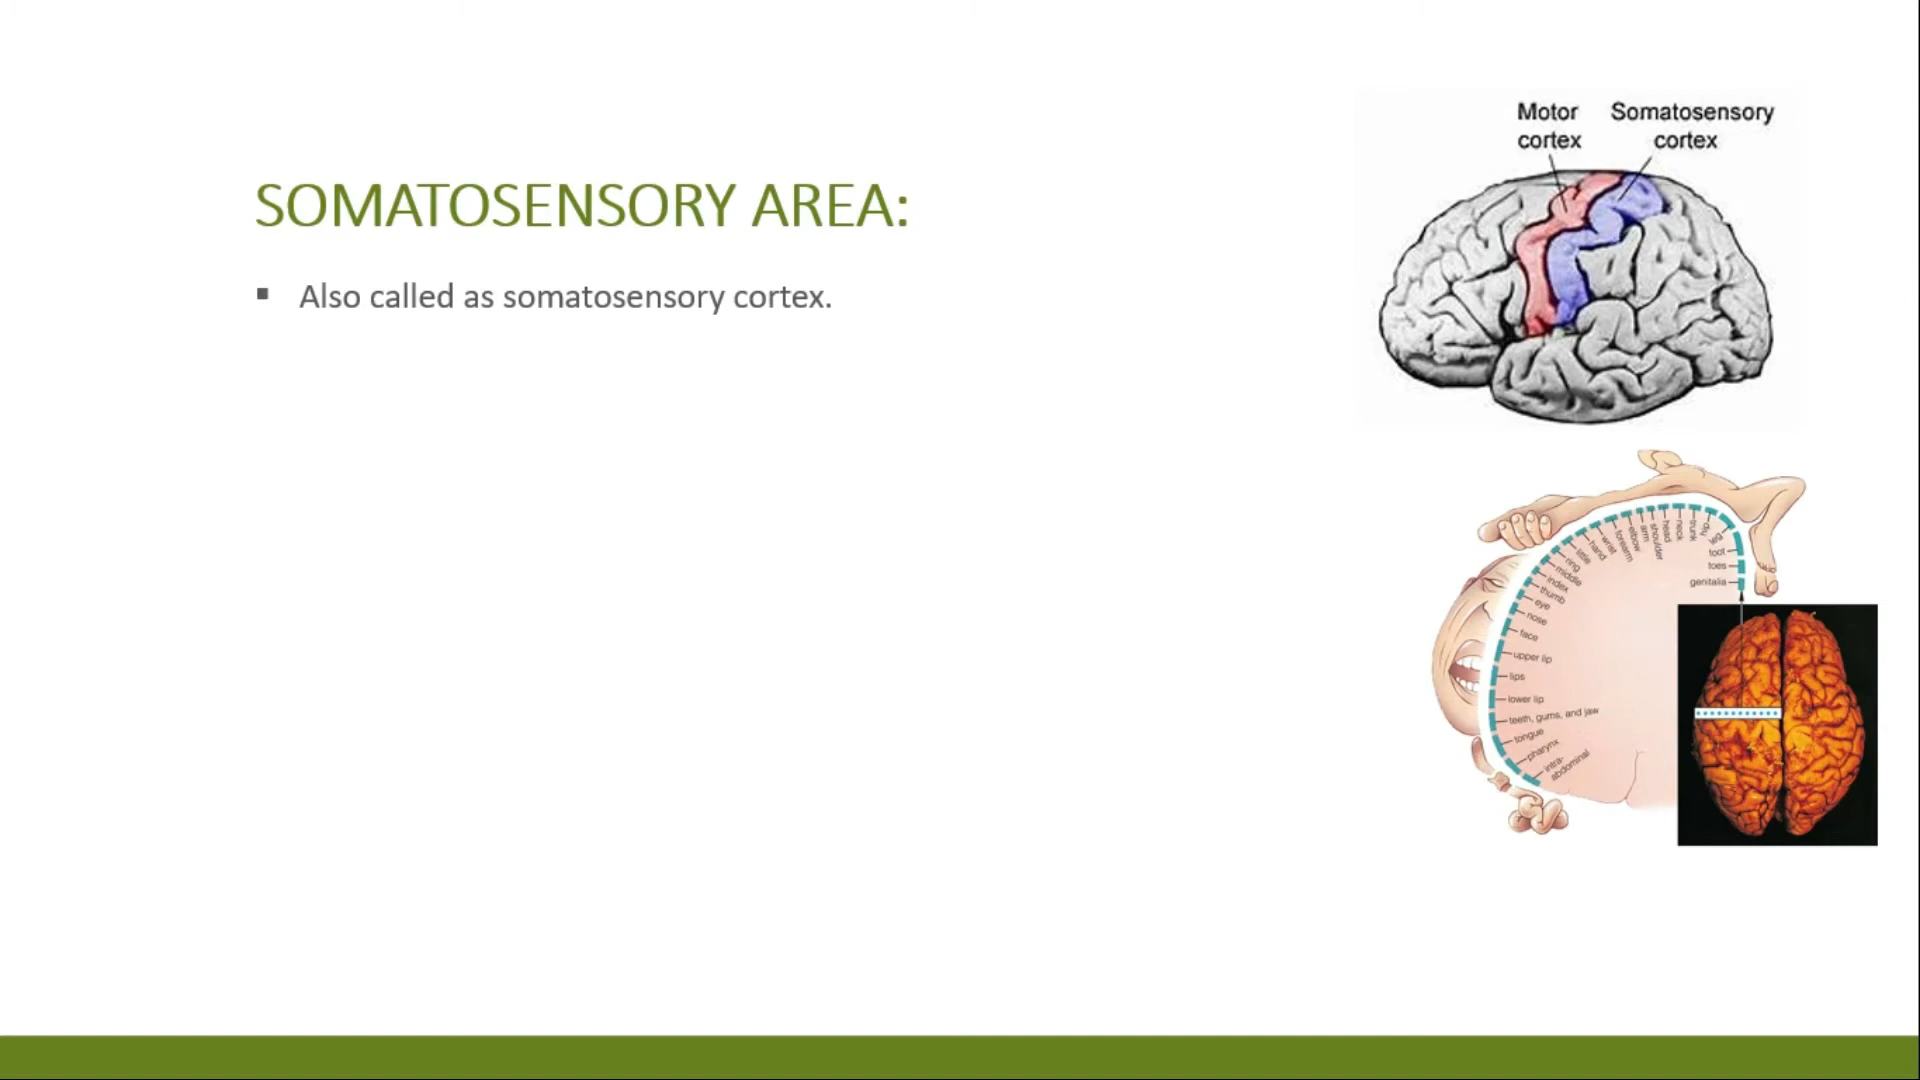 Motor Somatosensory
cortex cortex
SOMATOSENSORY AREA:
▪ Also called as somatosensory cortex.
hip
trunk
neck
head
shoulder
arm
elbow
forearm
wrist
hand
little
ring
middle
index
thumb
eye
nose
face
upper lip
lips
lower lip
teeth, gums, and jaw
tongue
pharynx
intra-
abdominal
leg
foot
toes
genitalia